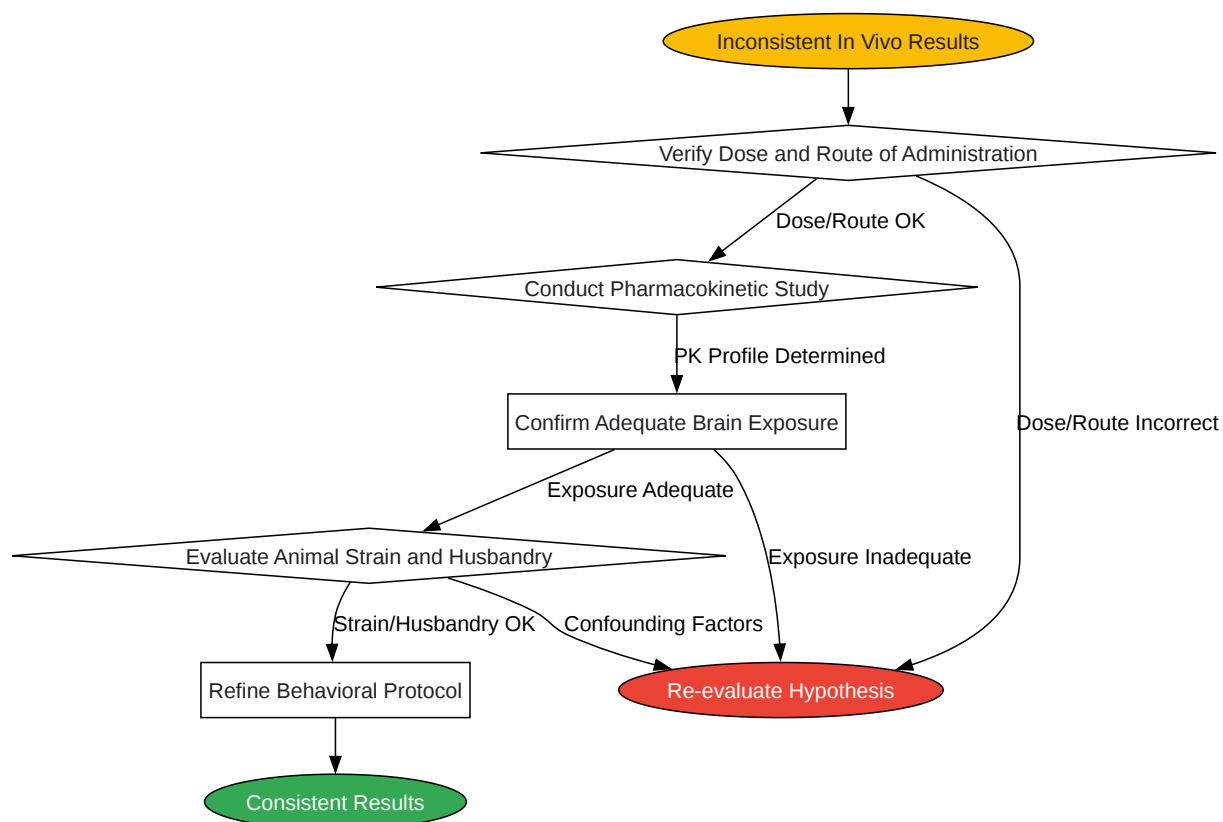 Inconsistent In Vivo Results
Verify Dose and Route of Administration
Dose/Route OK
Conduct Pharmacokinetic Study
PK Profile Determined
Confirm Adequate Brain Exposure
Dose/Route Incorrect
Exposure Adequate
Evaluate Animal Strain and Husbandry
Exposure Inadequate
Strain/Husbandry OK
Confounding Factors
Refine Behavioral Protocol
Re-evaluate Hypothesis
Consistent Results